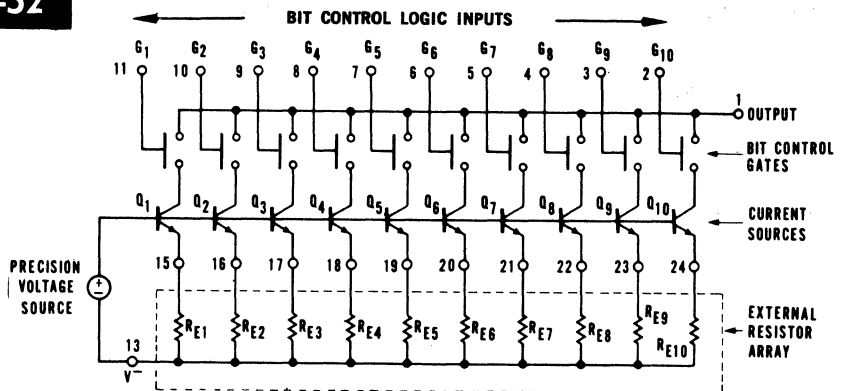 -52
BIT CONTROL LOGIC INPUTS
G1 G2 G3 G4 G5 G6 G7 G8 G9 G10
11 10 9 8 7 6 5 4 3 2
1
OUTPUT
BIT CONTROL
GATES
Q1 Q2 Q3 Q4 Q5 Q6 Q7 Q8 Q9 Q10
CURRENT
SOURCES
15 16 17 18 19 20 21 22 23 24
PRECISION
VOLTAGE
SOURCE
±
RE1 RE2 RE3 RE4 RE5 RE6 RE7 RE8 RE9 RE10
EXTERNAL
RESISTOR
ARRAY
13
V–